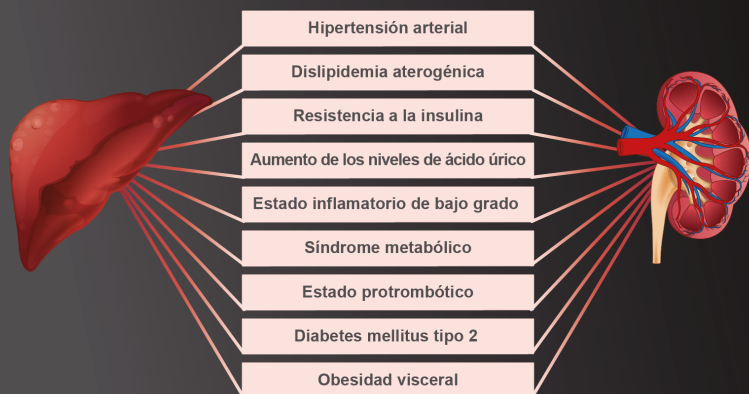 Hipertensión arterial
Dislipidemia aterogénica
Resistencia a la insulina
Aumento de los niveles de ácido úrico
Estado inflamatorio de bajo grado
Síndrome metabólico
Estado protrombótico
Diabetes mellitus tipo 2
Obesidad visceral